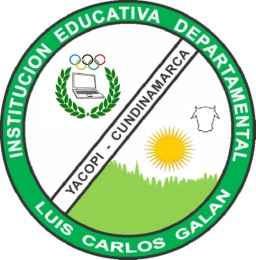 INSTITUCION EDUCATIVA DEPARTAMENTAL
YACOPI - CUNDINAMARCA
LUIS CARLOS GALAN